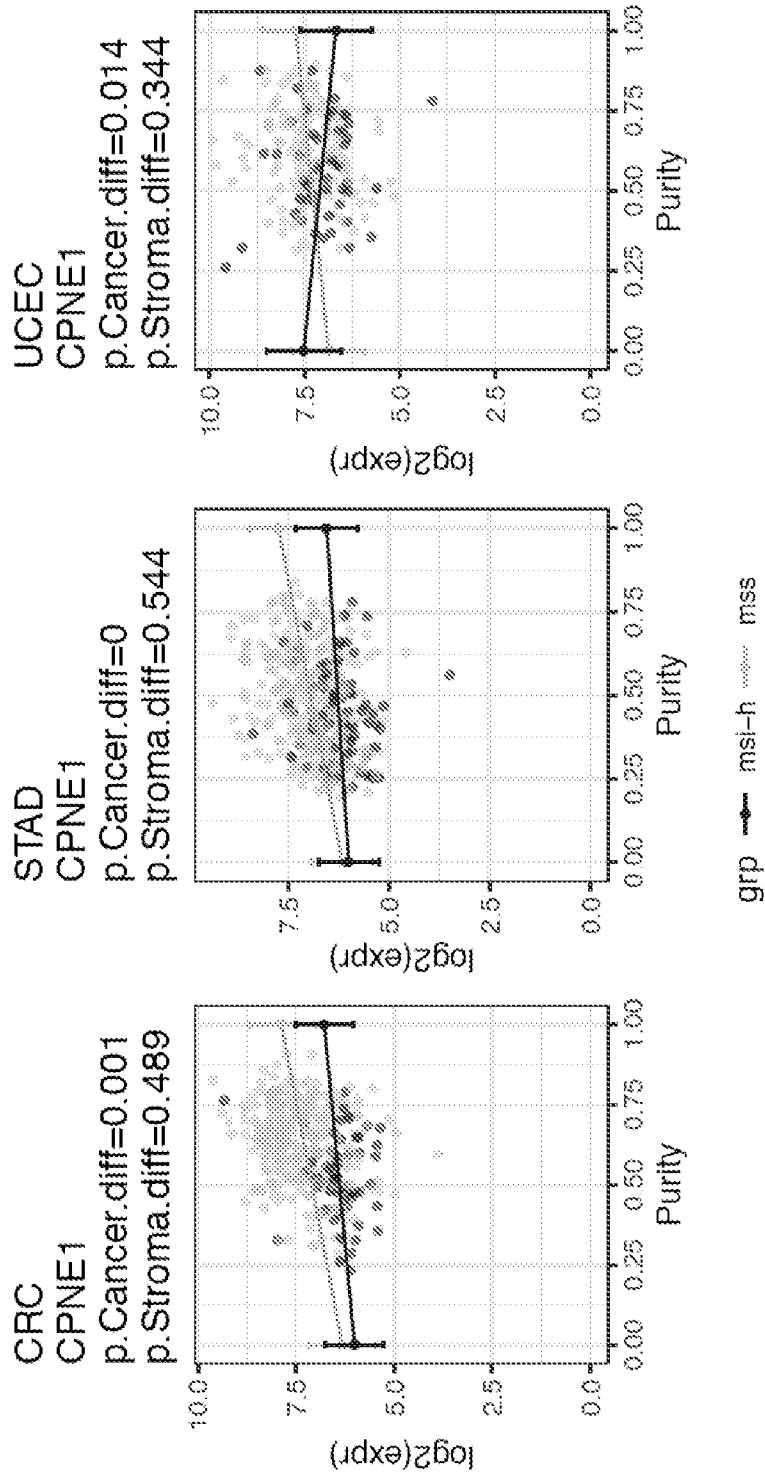 CRC
CPNE1
p.Cancer.diff=0.001
p.Stroma.diff=0.489
log2(expr)
10.0
7.5
5.0
2.5
0.0
0.00
0.25
0.50
0.75
1.00
Purity
STAD
CPNE1
p.Cancer.diff=0
p.Stroma.diff=0.544
log2(expr)
7.5
5.0
2.5
0.0
0.00
0.25
0.50
0.75
1.00
Purity
UCEC
CPNE1
p.Cancer.diff=0.014
p.Stroma.diff=0.344
log2(expr)
10.0
7.5
5.0
2.5
0.0
0.00
0.25
0.50
0.75
1.00
Purity
grp msi-h mss